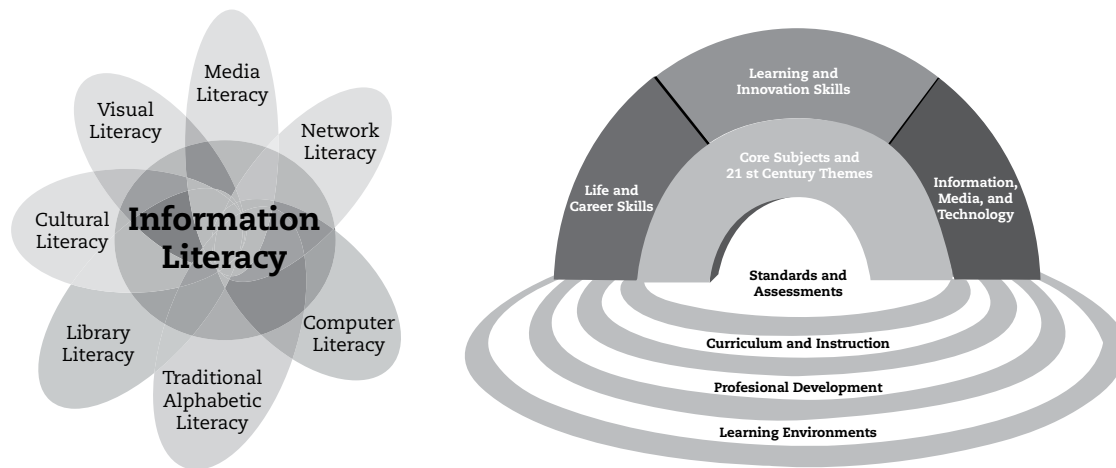 Media
Literacy
Visual
Literacy
Network
Literacy
Cultural
Literacy
Information
Literacy
Library
Literacy
Computer
Literacy
Traditional
Alphabetic
Literacy
Learning and
Innovation Skills
Core Subjects and
21 st Century Themes
Life and
Career Skills
Information,
Media, and
Technology
Standards and
Assessments
Curriculum and Instruction
Profesional Development
Learning Environments